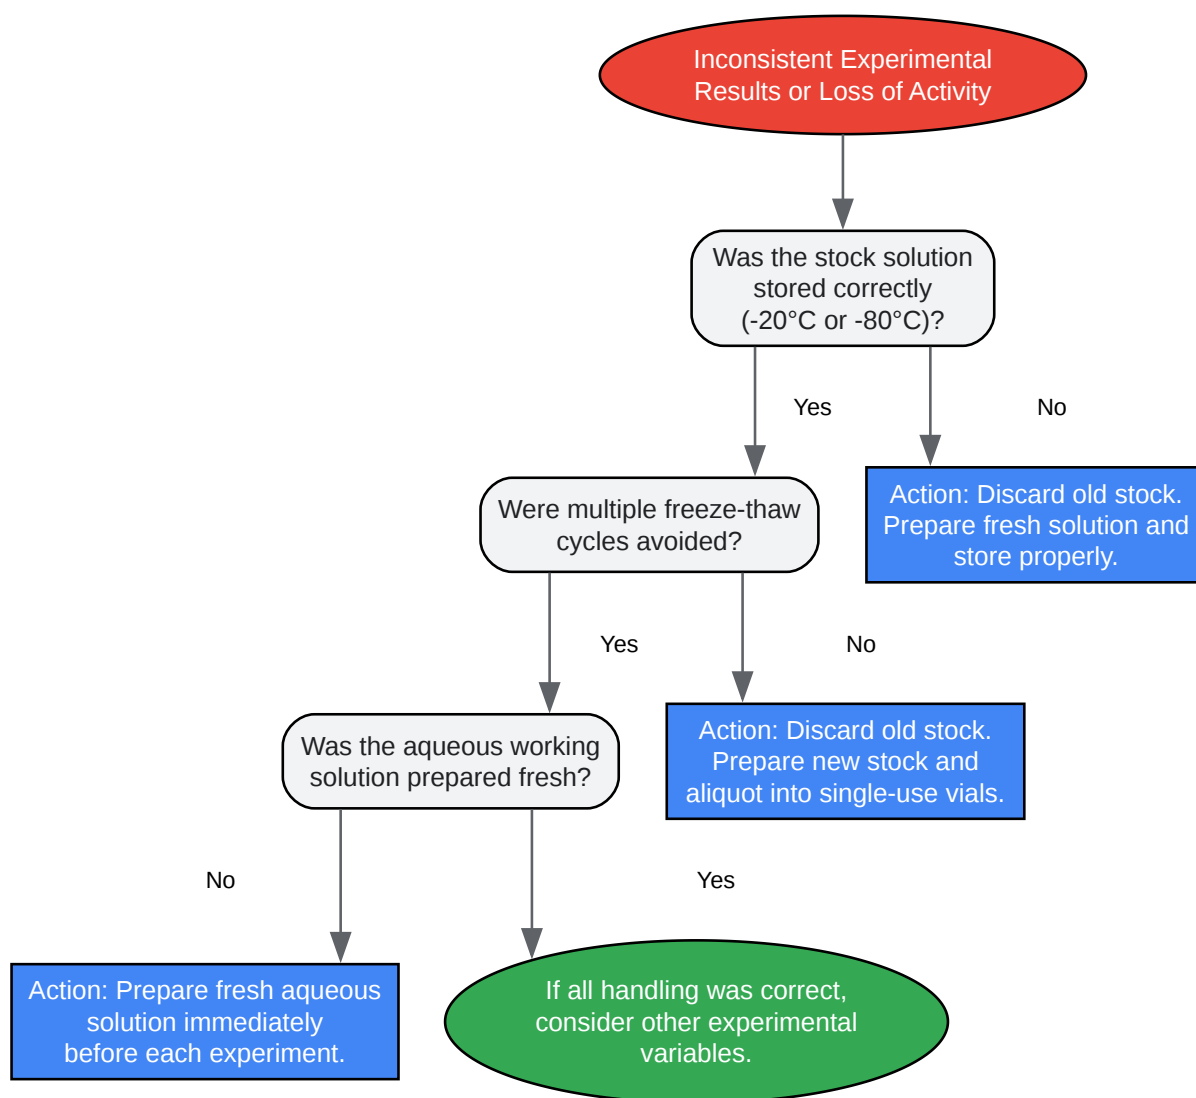 Inconsistent Experimental
Results or Loss of Activity
Was the stock solution
stored correctly
(-20°C or -80°C)?
Yes
No
Were multiple freeze-thaw
cycles avoided?
Action: Discard old stock.
Prepare fresh solution and
store properly.
Yes
No
Was the aqueous working
solution prepared fresh?
Action: Discard old stock.
Prepare new stock and
aliquot into single-use vials.
No
Yes
Action: Prepare fresh aqueous
solution immediately
before each experiment.
If all handling was correct,
consider other experimental
variables.